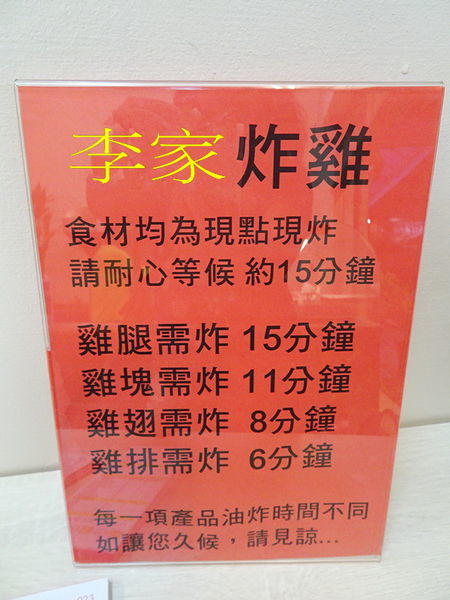 李家炸雞
食材均為現點現炸
請耐心等候 約15分鐘
雞腿需炸 15分鐘
雞塊需炸 11分鐘
雞翅需炸 8分鐘
雞排需炸 6分鐘
每一項產品油炸時間不同
如讓您久候，請見諒...
023